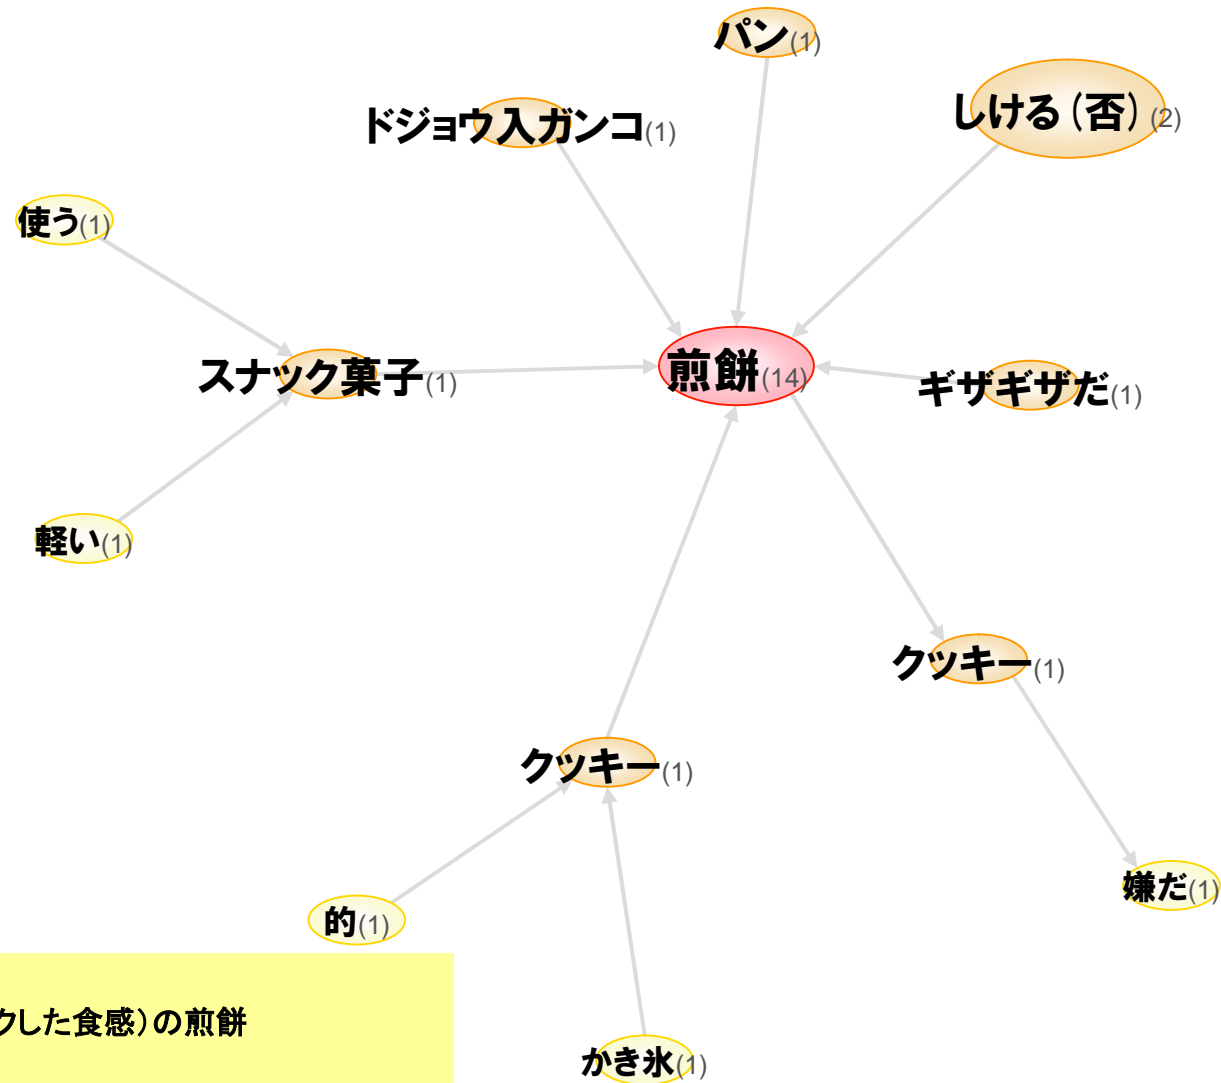 パン(1)
しける（否）(2)
ドジョウ入ガンコ(1)
使う(1)
煎餅(14)
スナック菓子(1)
ギザギザだ(1)
軽い(1)
クッキー(1)
クッキー(1)
嫌だ(1)
的(1)
クした食感）の煎餅
かき氷(1)